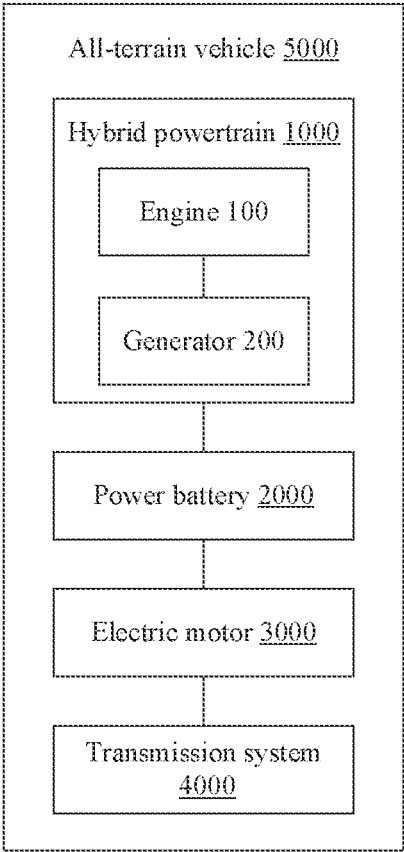 All-terrain vehicle 5000
Hybrid powertrain 1000
Engine 100
Generator 200
Power battery 2000
Electric motor 3000
Transmission system
4000